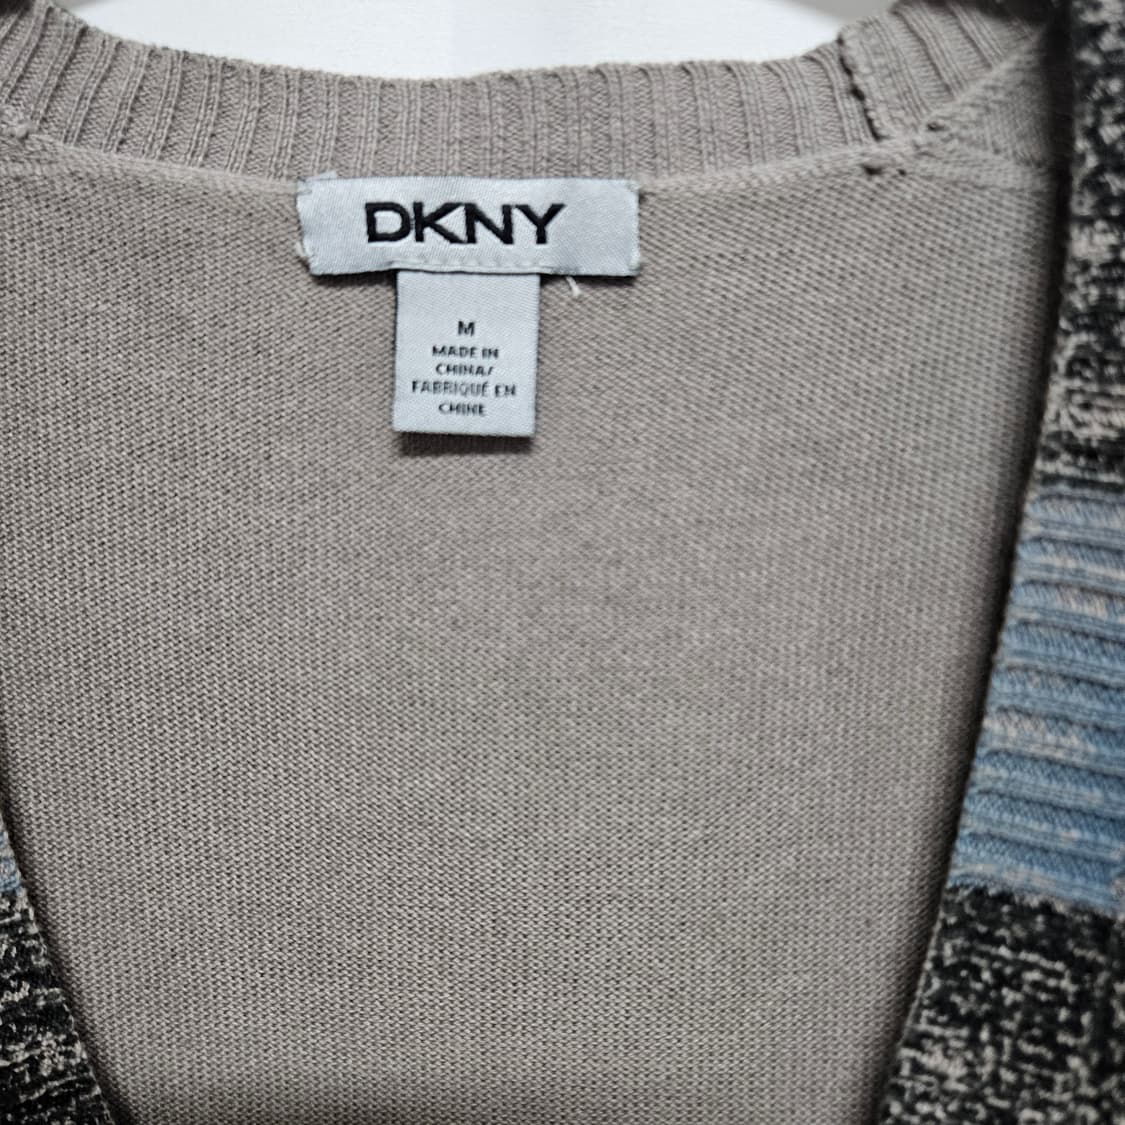 DKNY
M
MADE IN
CHINA/
FABRIQUÉ EN
CHINE